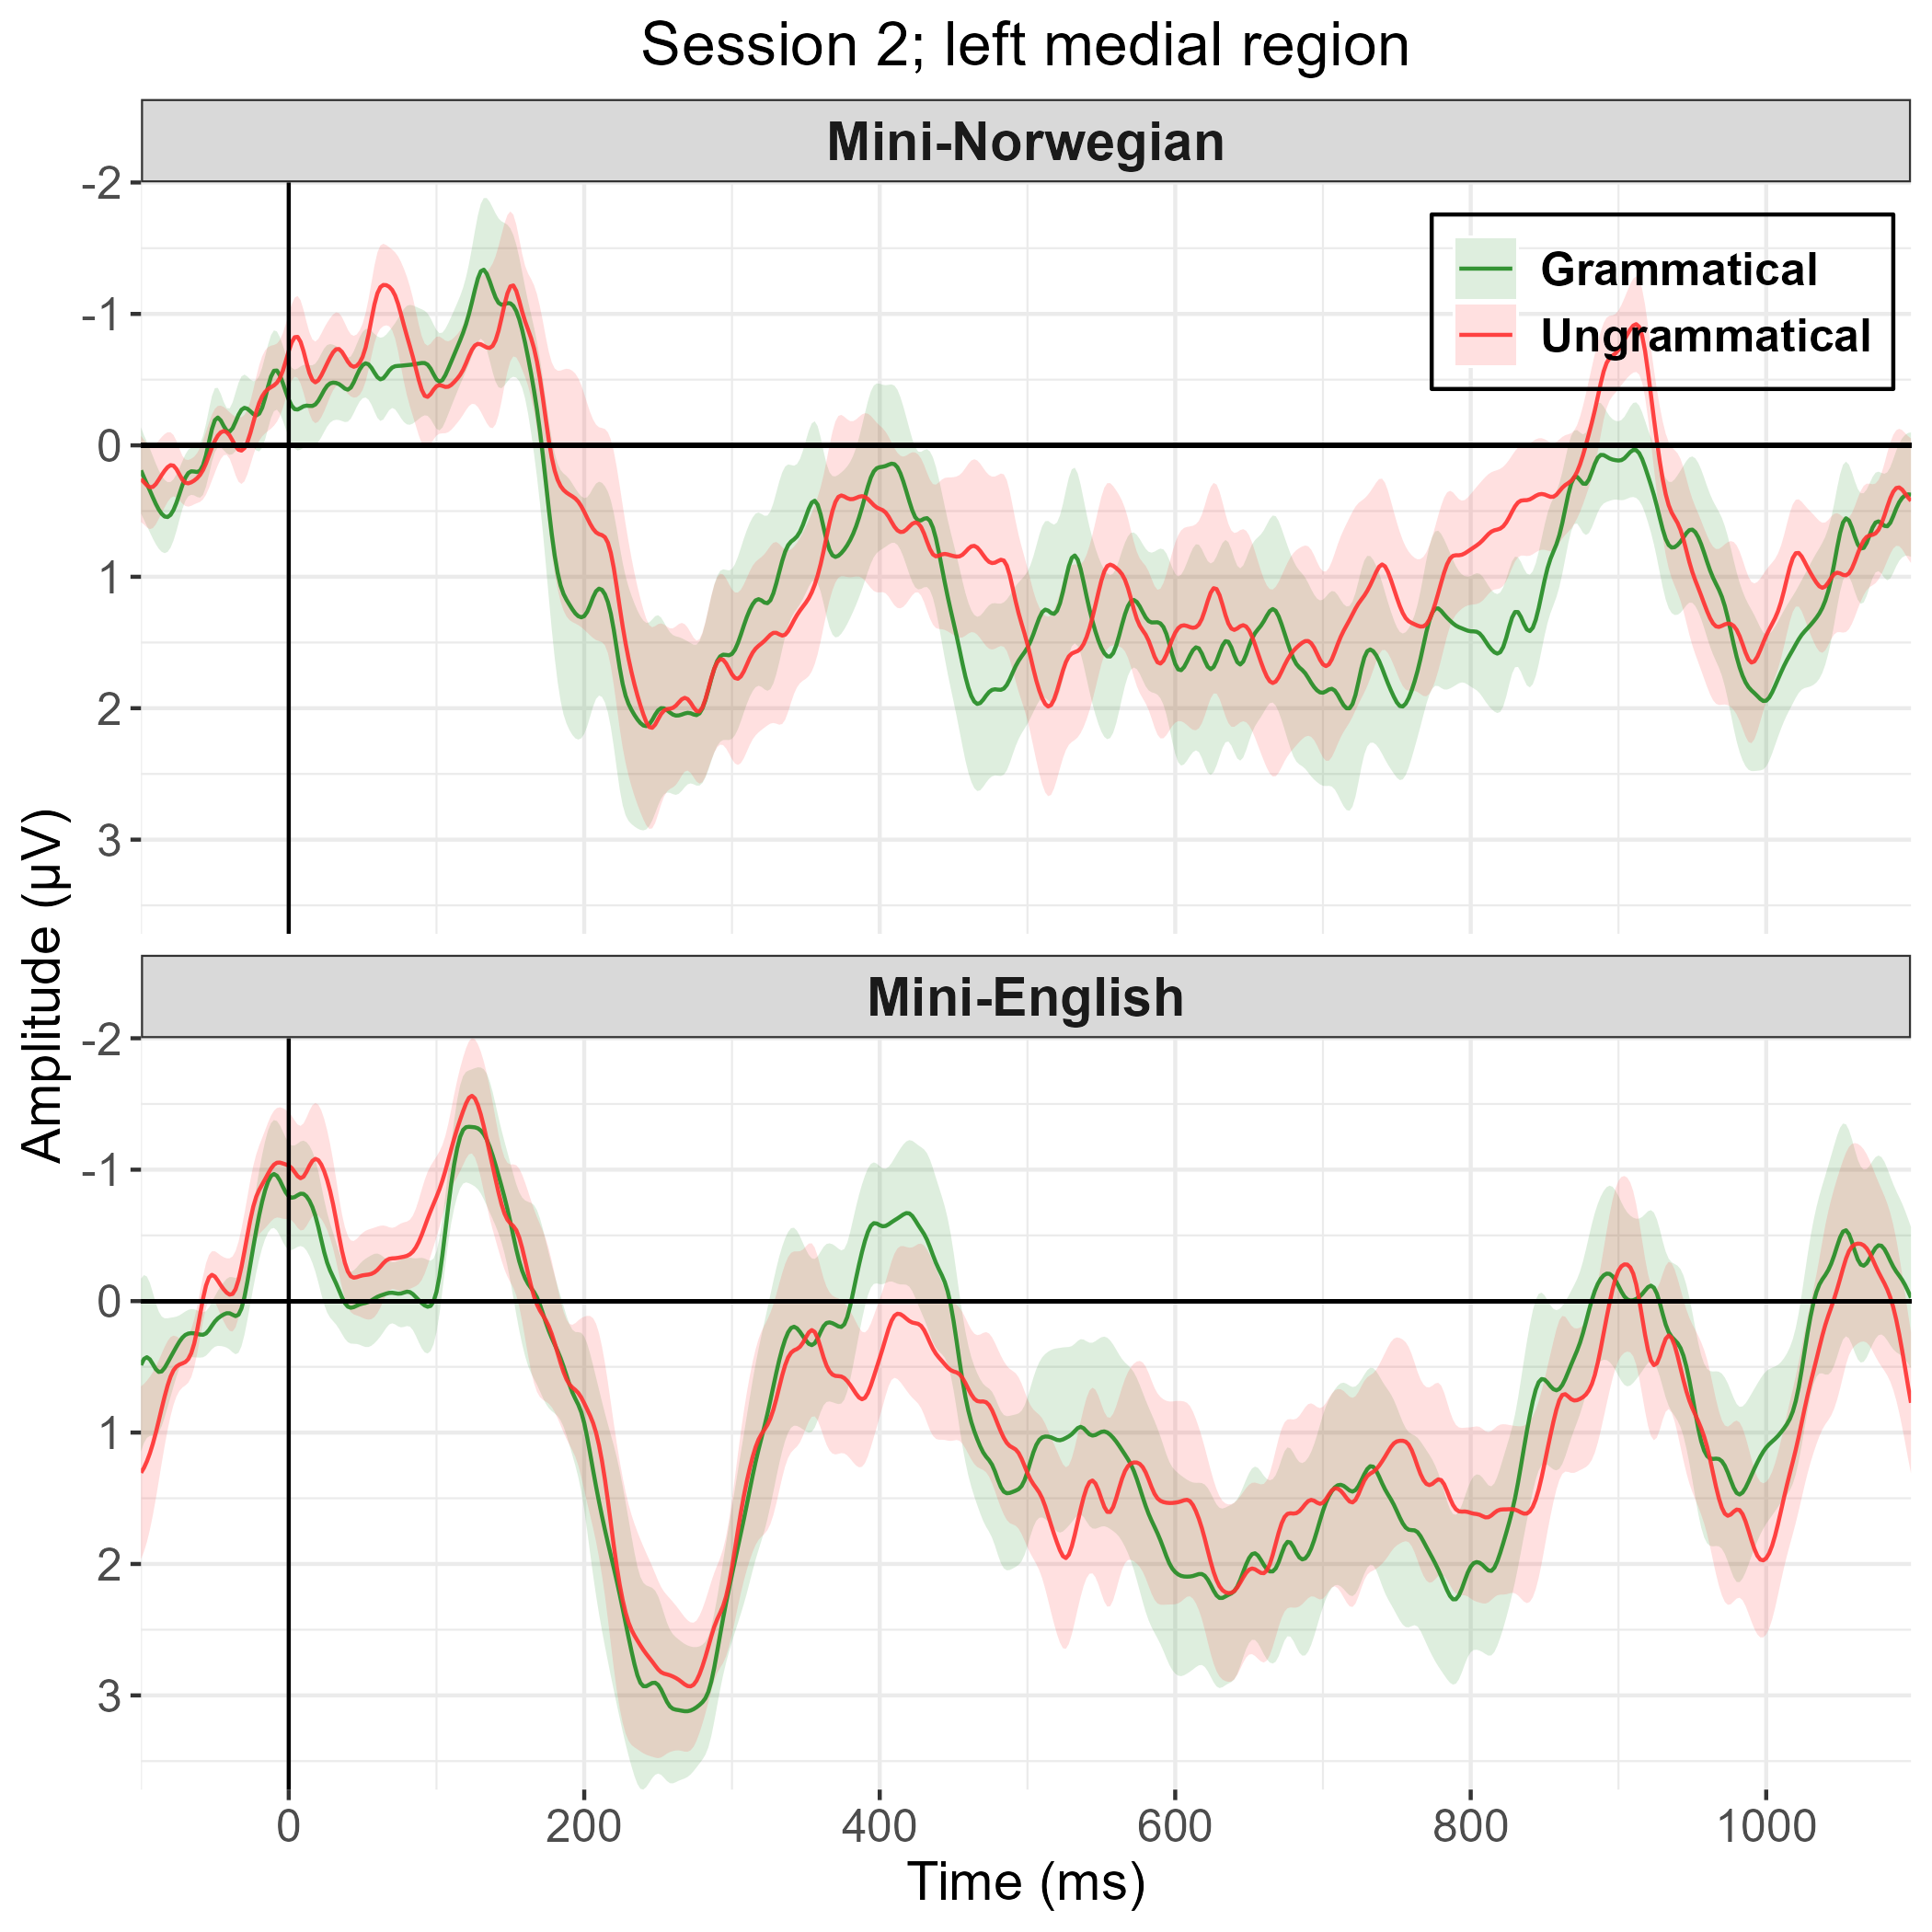 Session 2; left medial region
Mini-Norwegian
-2
-1
0
1
2
3
Grammatical
Ungrammatical
Amplitude (µV)
Mini-English
-2
-1
0
1
2
3
0 200 400 600 800 1000
Time (ms)